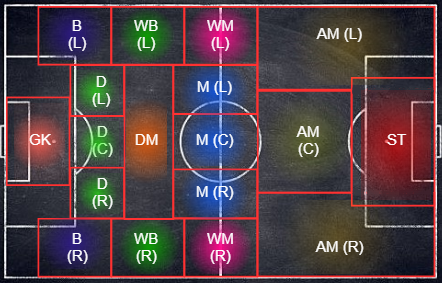 B
(L)
WB
(L)
WM
(L)
AM (L)
D
(L)
M (L)
GK
D
(C)
DM
M (C)
AM
(C)
ST
D
(R)
M (R)
B
(R)
WB
(R)
WM
(R)
AM (R)